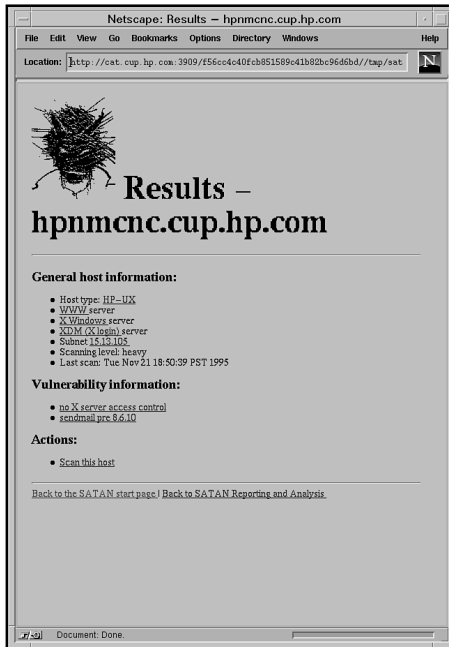 Netscape: Results – hpnmcnc.cup.hp.com
File Edit View Go Bookmarks Options Directory Windows Help
Location: http://cat.cup.hp.com:3909/f56cc4c40fcb851589c41b82bc96d6bd//tmp/sat
N
Results –
hpnmcnc.cup.hp.com
General host information:
Host type: HP–UX
WWW server
X Windows server
XDM (X login) server
Subnet 15.13.105
Scanning level: heavy
Last scan: Tue Nov 21 18:50:39 PST 1995
Vulnerability information:
no X server access control
sendmail pre 8.6.10
Actions:
Scan this host
Back to the SATAN start page | Back to SATAN Reporting and Analysis
Document: Done.